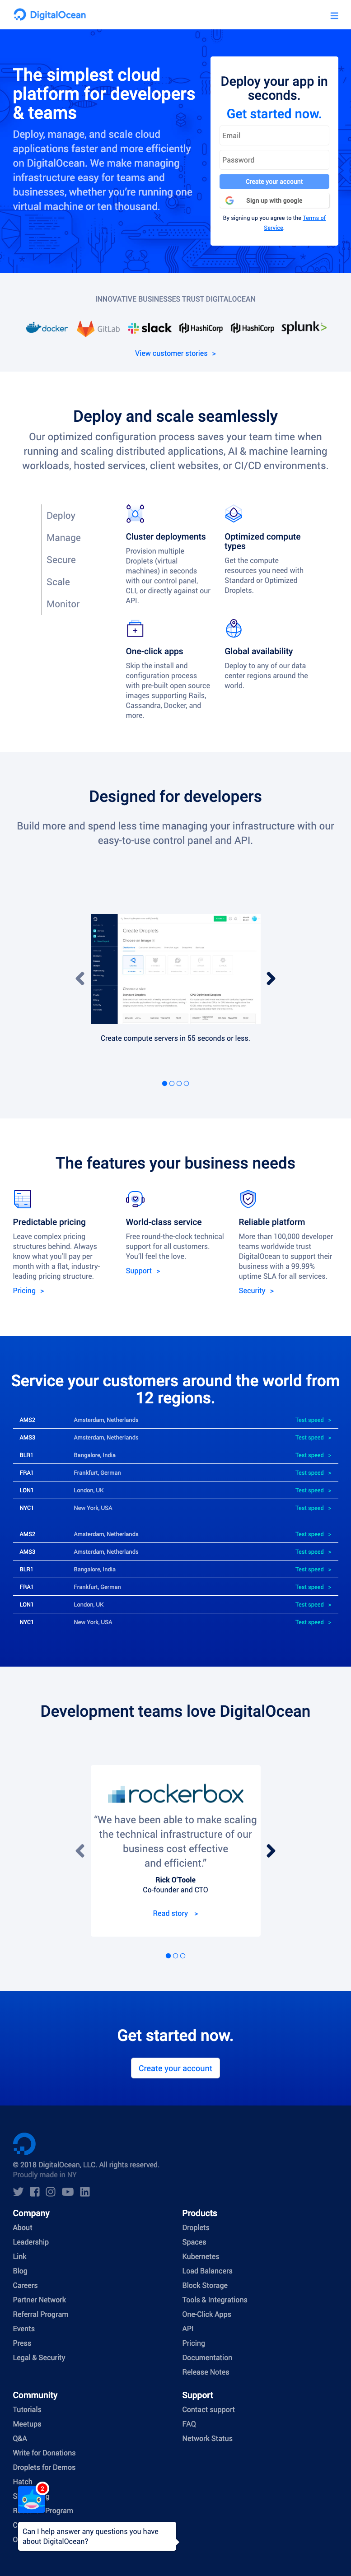 DigitalOcean
The simplest cloud
platform for developers
& teams
Deploy, manage, and scale cloud
applications faster and more efficiently
on DigitalOcean. We make managing
infrastructure easy for teams and
businesses, whether you're running one
virtual machine or ten thousand.
Deploy your app in
seconds.
Get started now.
Email
Password
Create your account
Sign up with google
By signing up you agree to the Terms of
Service.
INNOVATIVE BUSINESSES TRUST DIGITALOCEAN
docker
GitLab
slack
HashiCorp
HashiCorp
splunk>
View customer stories >
Deploy and scale seamlessly
Our optimized configuration process saves your team time when
running and scaling distributed applications, AI & machine learning
workloads, hosted services, client websites, or CI/CD environments.
Deploy
Manage
Secure
Scale
Monitor
Cluster deployments
Provision multiple
Droplets (virtual
machines) in seconds
with our control panel,
CLI, or directly against our
API.
Optimized compute
types
Get the compute
resources you need with
Standard or Optimized
Droplets.
One-click apps
Skip the install and
configuration process
with pre-built open source
images supporting Rails,
Cassandra, Docker, and
more.
Global availability
Deploy to any of our data
center regions around the
world.
Designed for developers
Build more and spend less time managing your infrastructure with our
easy-to-use control panel and API.
Create Droplets
Choose an image
Choose a size
Create compute servers in 55 seconds or less.
The features your business needs
Predictable pricing
Leave complex pricing
structures behind. Always
know what you'll pay per
month with a flat, industry-
leading pricing structure.
Pricing >
World-class service
Free round-the-clock technical
support for all customers.
You'll feel the love.
Support >
Reliable platform
More than 100,000 developer
teams worldwide trust
DigitalOcean to support their
business with a 99.99%
uptime SLA for all services.
Security >
Service your customers around the world from
12 regions.
AMS2 Amsterdam, Netherlands Test speed >
AMS3 Amsterdam, Netherlands Test speed >
BLR1 Bangalore, India Test speed >
FRA1 Frankfurt, German Test speed >
LON1 London, UK Test speed >
NYC1 New York, USA Test speed >
AMS2 Amsterdam, Netherlands Test speed >
AMS3 Amsterdam, Netherlands Test speed >
BLR1 Bangalore, India Test speed >
FRA1 Frankfurt, German Test speed >
LON1 London, UK Test speed >
NYC1 New York, USA Test speed >
Development teams love DigitalOcean
rockerbox
"We have been able to make scaling
the technical infrastructure of our
business cost effective
and efficient."
Rick O'Toole
Co-founder and CTO
Read story >
Get started now.
Create your account
© 2018 DigitalOcean, LLC. All rights reserved.
Proudly made in NY
Company
About
Leadership
Link
Blog
Careers
Partner Network
Referral Program
Events
Press
Legal & Security
Products
Droplets
Spaces
Kubernetes
Load Balancers
Block Storage
Tools & Integrations
One-Click Apps
API
Pricing
Documentation
Release Notes
Community
Tutorials
Meetups
Q&A
Write for Donations
Droplets for Demos
Hatch
Program
Support
Contact support
FAQ
Network Status
2
Can I help answer any questions you have
about DigitalOcean?